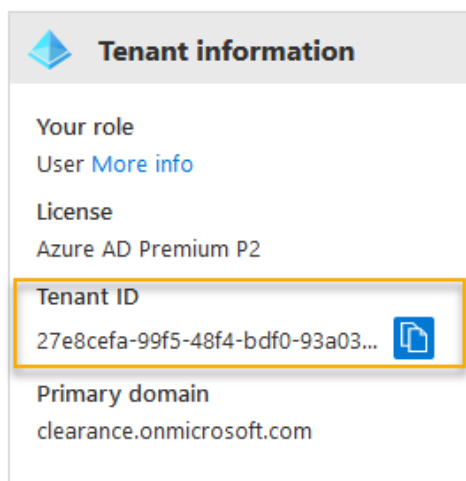 Tenant information
Your role
User More info
License
Azure AD Premium P2
Tenant ID
27e8cefa-99f5-48f4-bdf0-93a03...
Primary domain
clearance.onmicrosoft.com